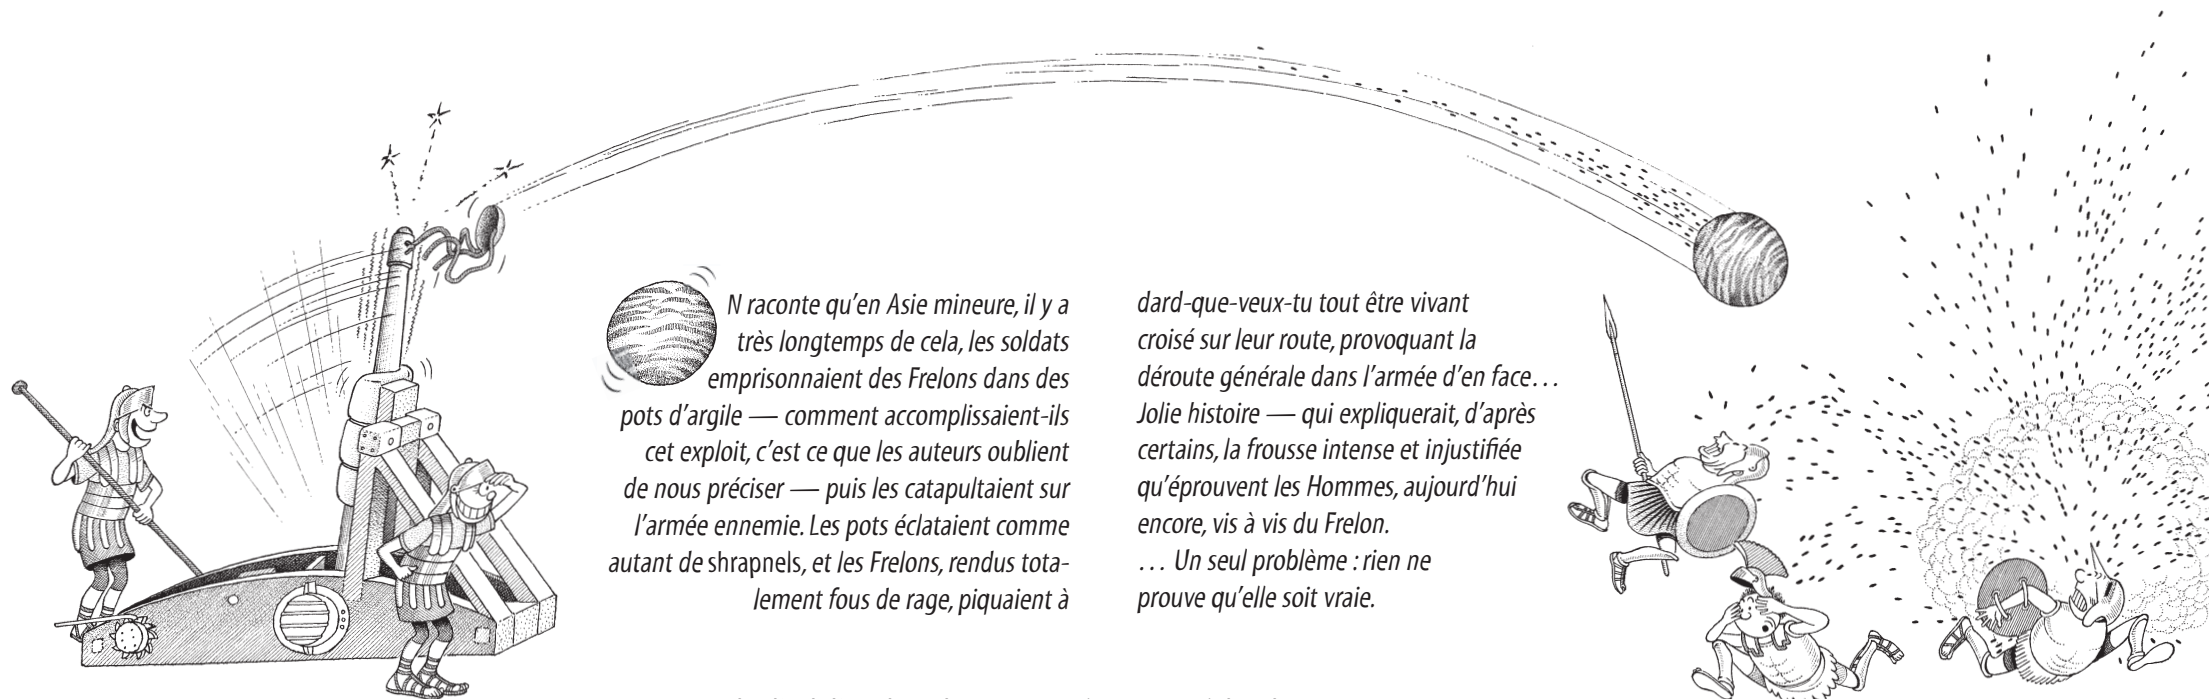 N raconte qu'en Asie mineure, il y a
très longtemps de cela, les soldats
emprisonnaient des Frelons dans des
pots d'argile — comment accomplissaient-ils
cet exploit, c'est ce que les auteurs oublient
de nous préciser — puis les catapultaient sur
l'armée ennemie. Les pots éclataient comme
autant de shrapnels, et les Frelons, rendus tota-
lement fous de rage, piquaient à
dard-que-veux-tu tout être vivant
croisé sur leur route, provoquant la
déroute générale dans l'armée d'en face…
Jolie histoire — qui expliquerait, d'après
certains, la frousse intense et injustifiée
qu'éprouvent les Hommes, aujourd'hui
encore, vis à vis du Frelon.
… Un seul problème : rien ne
prouve qu'elle soit vraie.